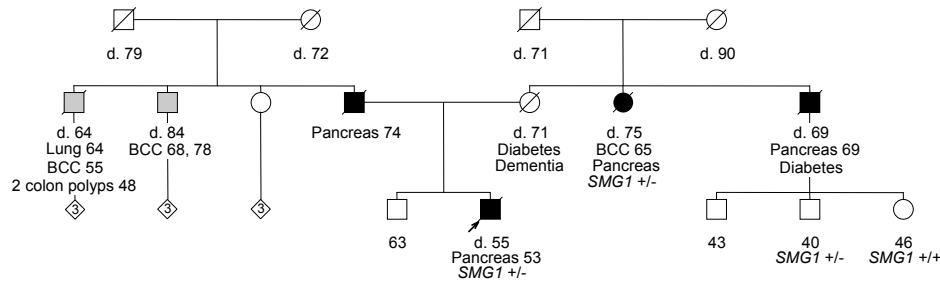 d. 79
d. 72
d. 71
d. 90
d. 64
Lung 64
BCC 55
2 colon polyps 48
3
d. 84
BCC 68, 78
3
3
Pancreas 74
d. 71
Diabetes
Dementia
d. 75
BCC 65
Pancreas
SMG1 +/-
d. 69
Pancreas 69
Diabetes
63
d. 55
Pancreas 53
SMG1 +/-
43
40
SMG1 +/-
46
SMG1 +/+